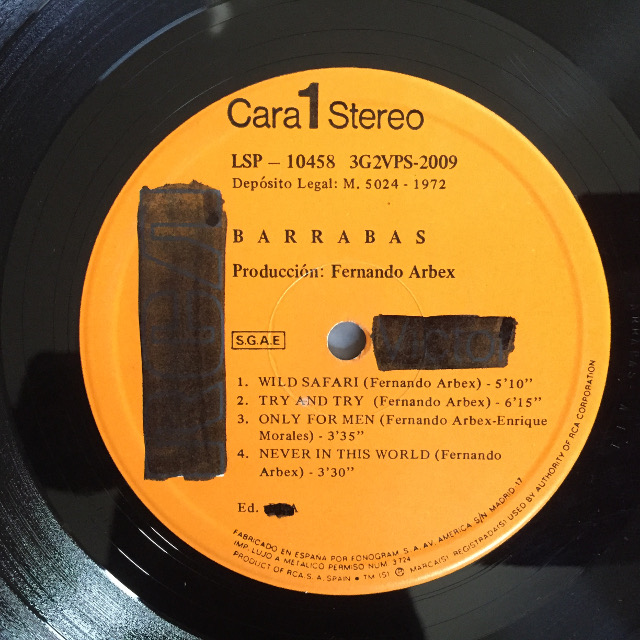 Cara 1 Stereo
LSP – 10458 3G2VPS-2009
Depósito Legal: M. 5024 - 1972
BARRABAS
Producción: Fernando Arbex
S.G.A.E
Victor
1. WILD SAFARI (Fernando Arbex) - 5'10"
2. TRY AND TRY (Fernando Arbex) - 6'15"
3. ONLY FOR MEN (Fernando Arbex-Enrique
Morales) - 3'35"
4. NEVER IN THIS WORLD (Fernando
Arbex) - 3'30"
Ed.
FABRICADO EN ESPAÑA POR FONOGRAM S. A. AV. AMERICA S/N MADRID-17
IMP. LUJO A METALICO PERMISO NUM. 3724
PRODUCT OF RCA. S. A. SPAIN • TM (S) ® MARCA(S) REGISTRADA(S) USED BY AUTHORITY OF RCA CORPORATION